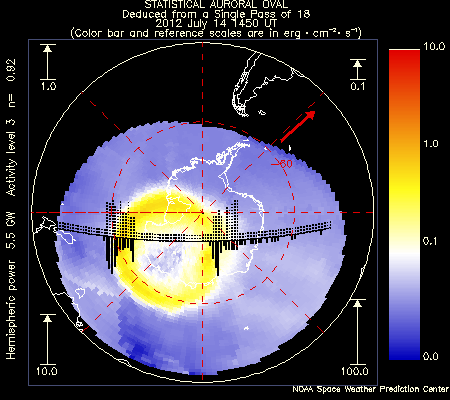 STATISTICAL AURORAL OVAL
Deduced from a Single Pass of 18
2012 July 14 1450 UT
(Color bar and reference scales are in erg·cm⁻²·s⁻¹)
1.0
0.1
10.0
1.0
0.1
0.0
-60
Hemispheric power 5.5 GW Activity level 3 n= 0.92
10.0
100.0
NOAA Space Weather Prediction Center